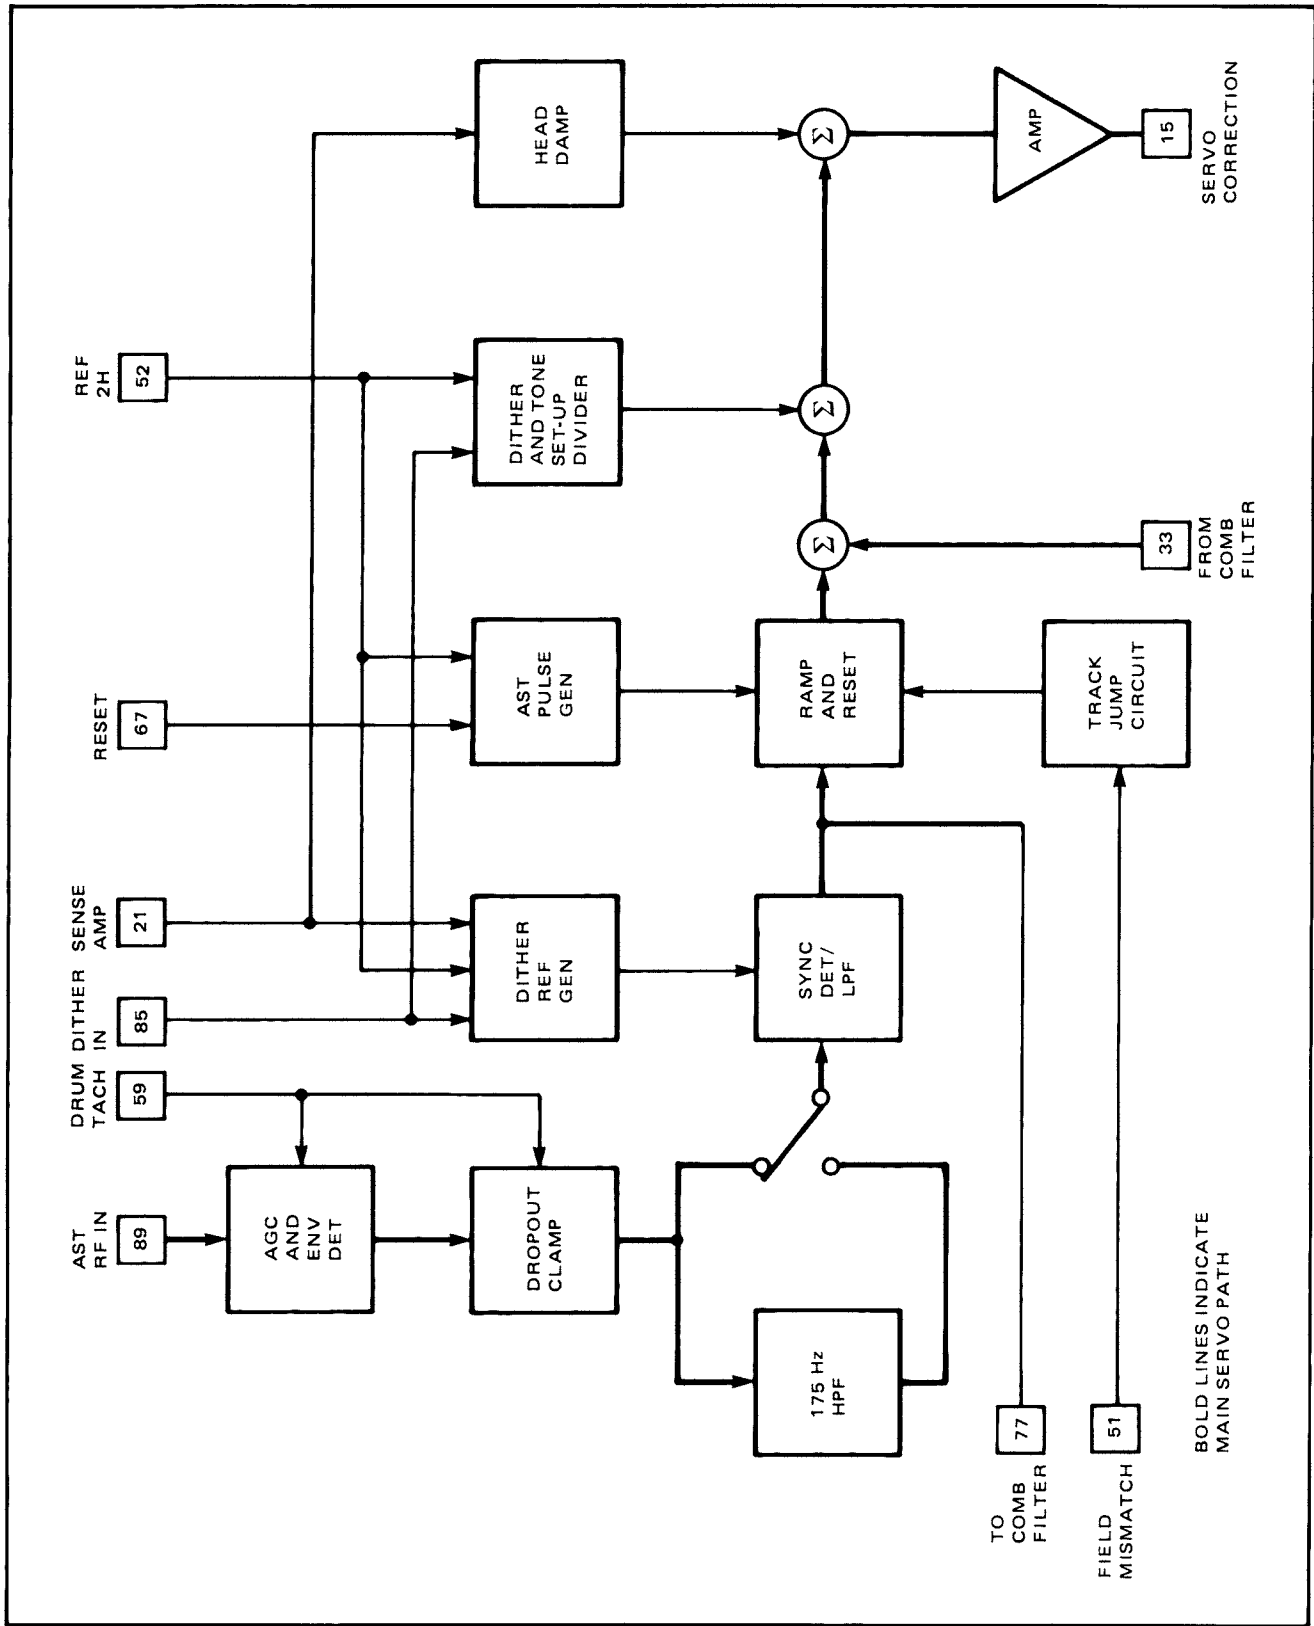 AST
RF IN
89
DRUM
TACH
59
DITHER
IN
85
SENSE
AMP
21
RESET
67
REF
2H
52
AGC
AND
ENV
DET
DROPOUT
CLAMP
175 Hz
HPF
DITHER
REF
GEN
SYNC
DET/
LPF
AST
PULSE
GEN
RAMP
AND
RESET
TRACK
JUMP
CIRCUIT
DITHER
AND TONE
SET-UP
DIVIDER
HEAD
DAMP
Σ
Σ
Σ
AMP
15
SERVO
CORRECTION
33
FROM
COMB
FILTER
TO
COMB
FILTER
77
FIELD
MISMATCH
51
BOLD LINES INDICATE
MAIN SERVO PATH